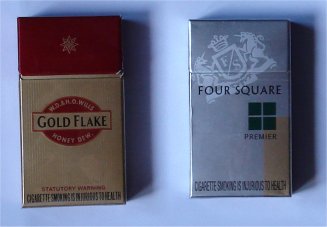 W.D.& H.O. WILLS
GOLD FLAKE
HONEY DEW.
STATUTORY WARNING
CIGARETTE SMOKING IS INJURIOUS TO HEALTH
FOUR SQUARE
PREMIER
CIGARETTE SMOKING IS INJURIOUS TO HEALTH